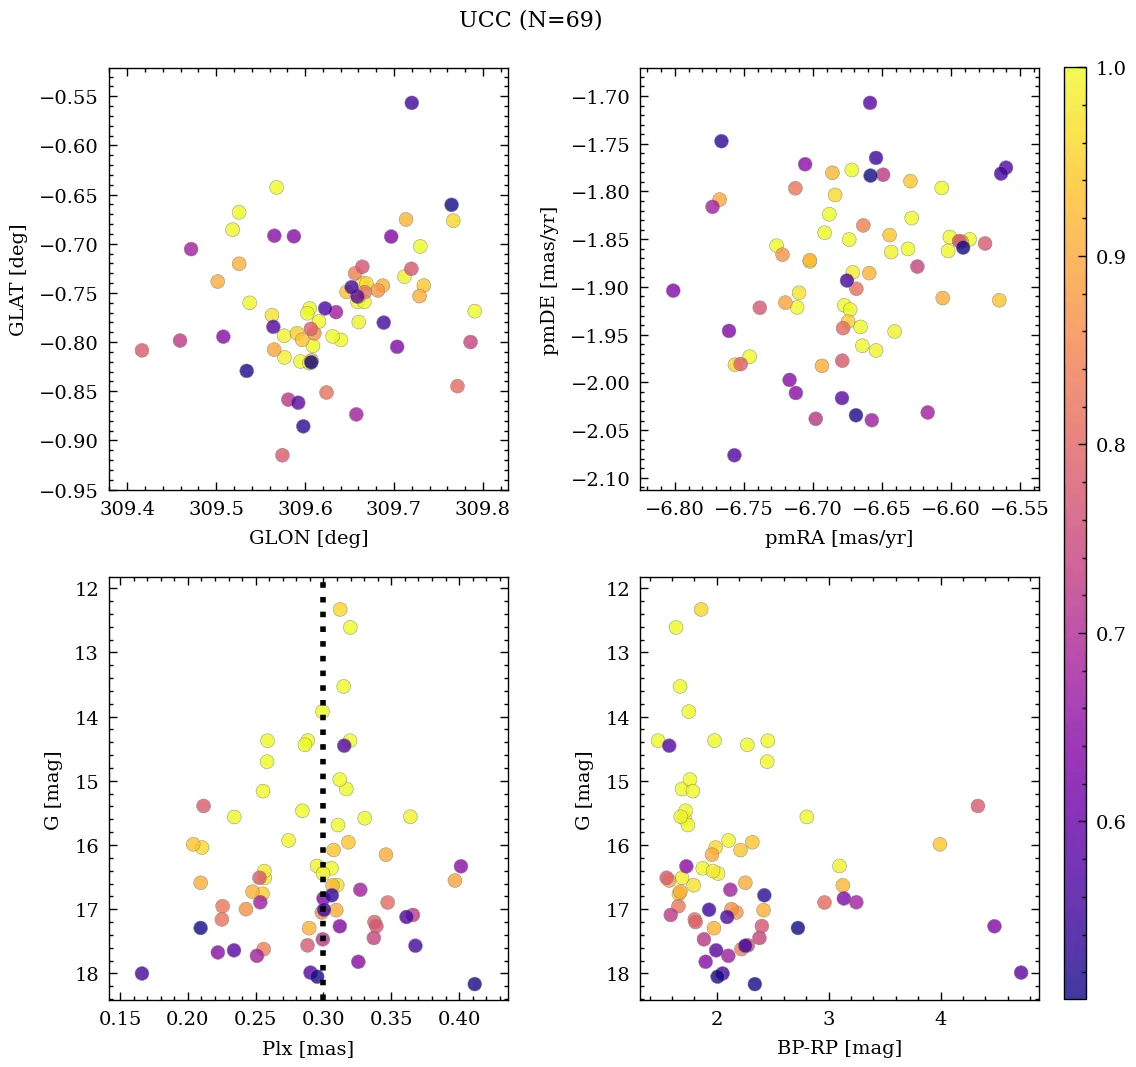 UCC (N=69)
−0.55
−0.60
−0.65
−0.70
−0.75
−0.80
−0.85
−0.90
−0.95
GLAT [deg]
309.4 309.5 309.6 309.7 309.8
GLON [deg]
−1.70
−1.75
−1.80
−1.85
−1.90
−1.95
−2.00
−2.05
−2.10
pmDE [mas/yr]
−6.80 −6.75 −6.70 −6.65 −6.60 −6.55
pmRA [mas/yr]
12
13
14
15
16
17
18
G [mag]
0.15 0.20 0.25 0.30 0.35 0.40
Plx [mas]
12
13
14
15
16
17
18
G [mag]
2 3 4
BP-RP [mag]
1.0
0.9
0.8
0.7
0.6